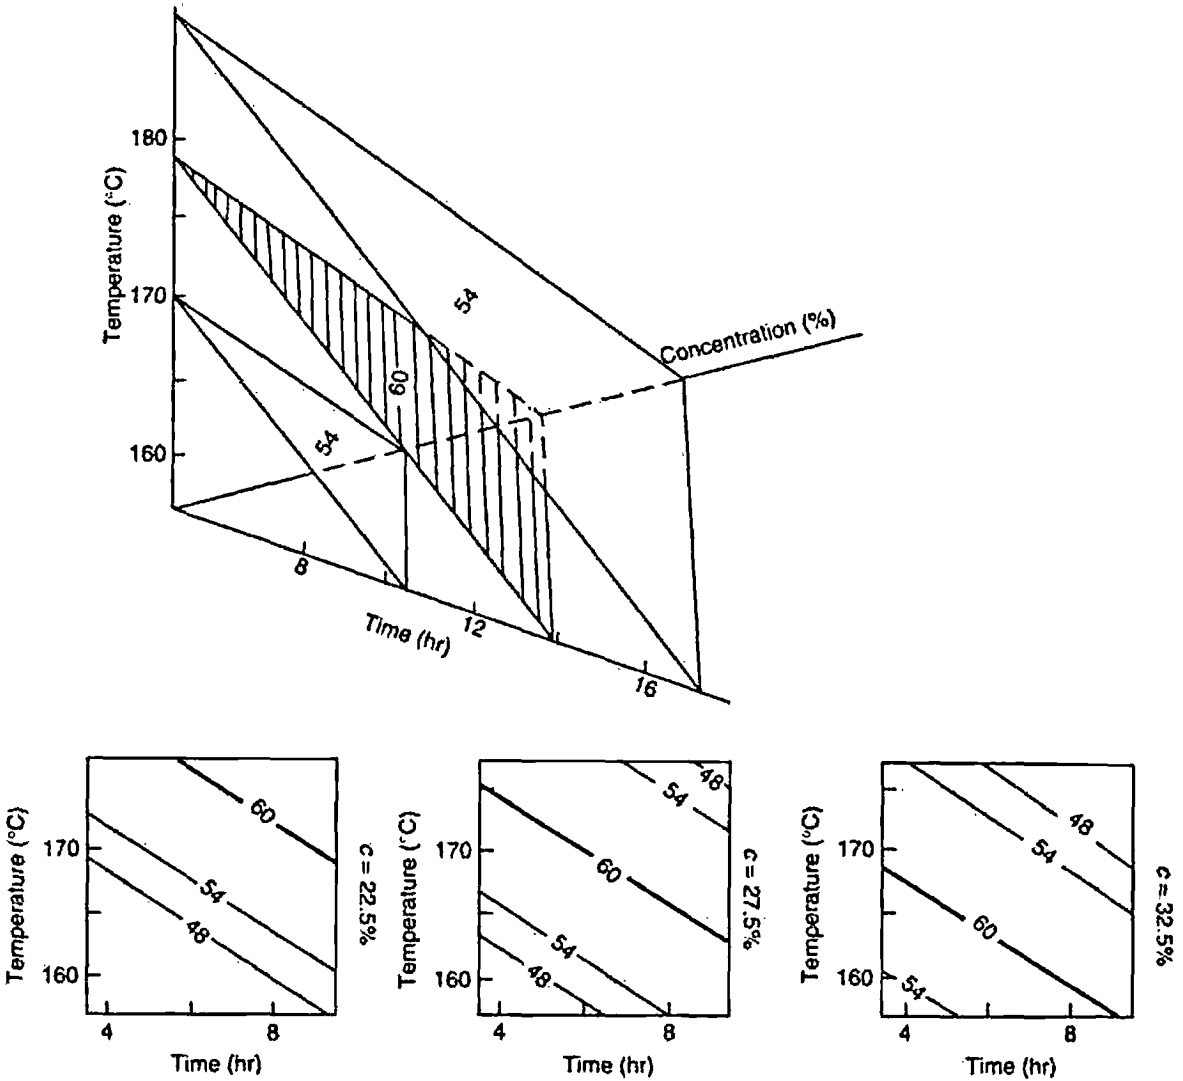 180
170
160
Temperature (°C)
54
60
54
Concentration (%)
8
12
16
Time (hr)
170
160
Temperature (°C)
60
54
48
4
8
Time (hr)
c = 22.5%
170
160
Temperature (°C)
48
54
60
54
48
4
8
Time (hr)
c = 27.5%
170
160
Temperature (°C)
48
54
60
54
4
8
Time (hr)
c = 32.5%